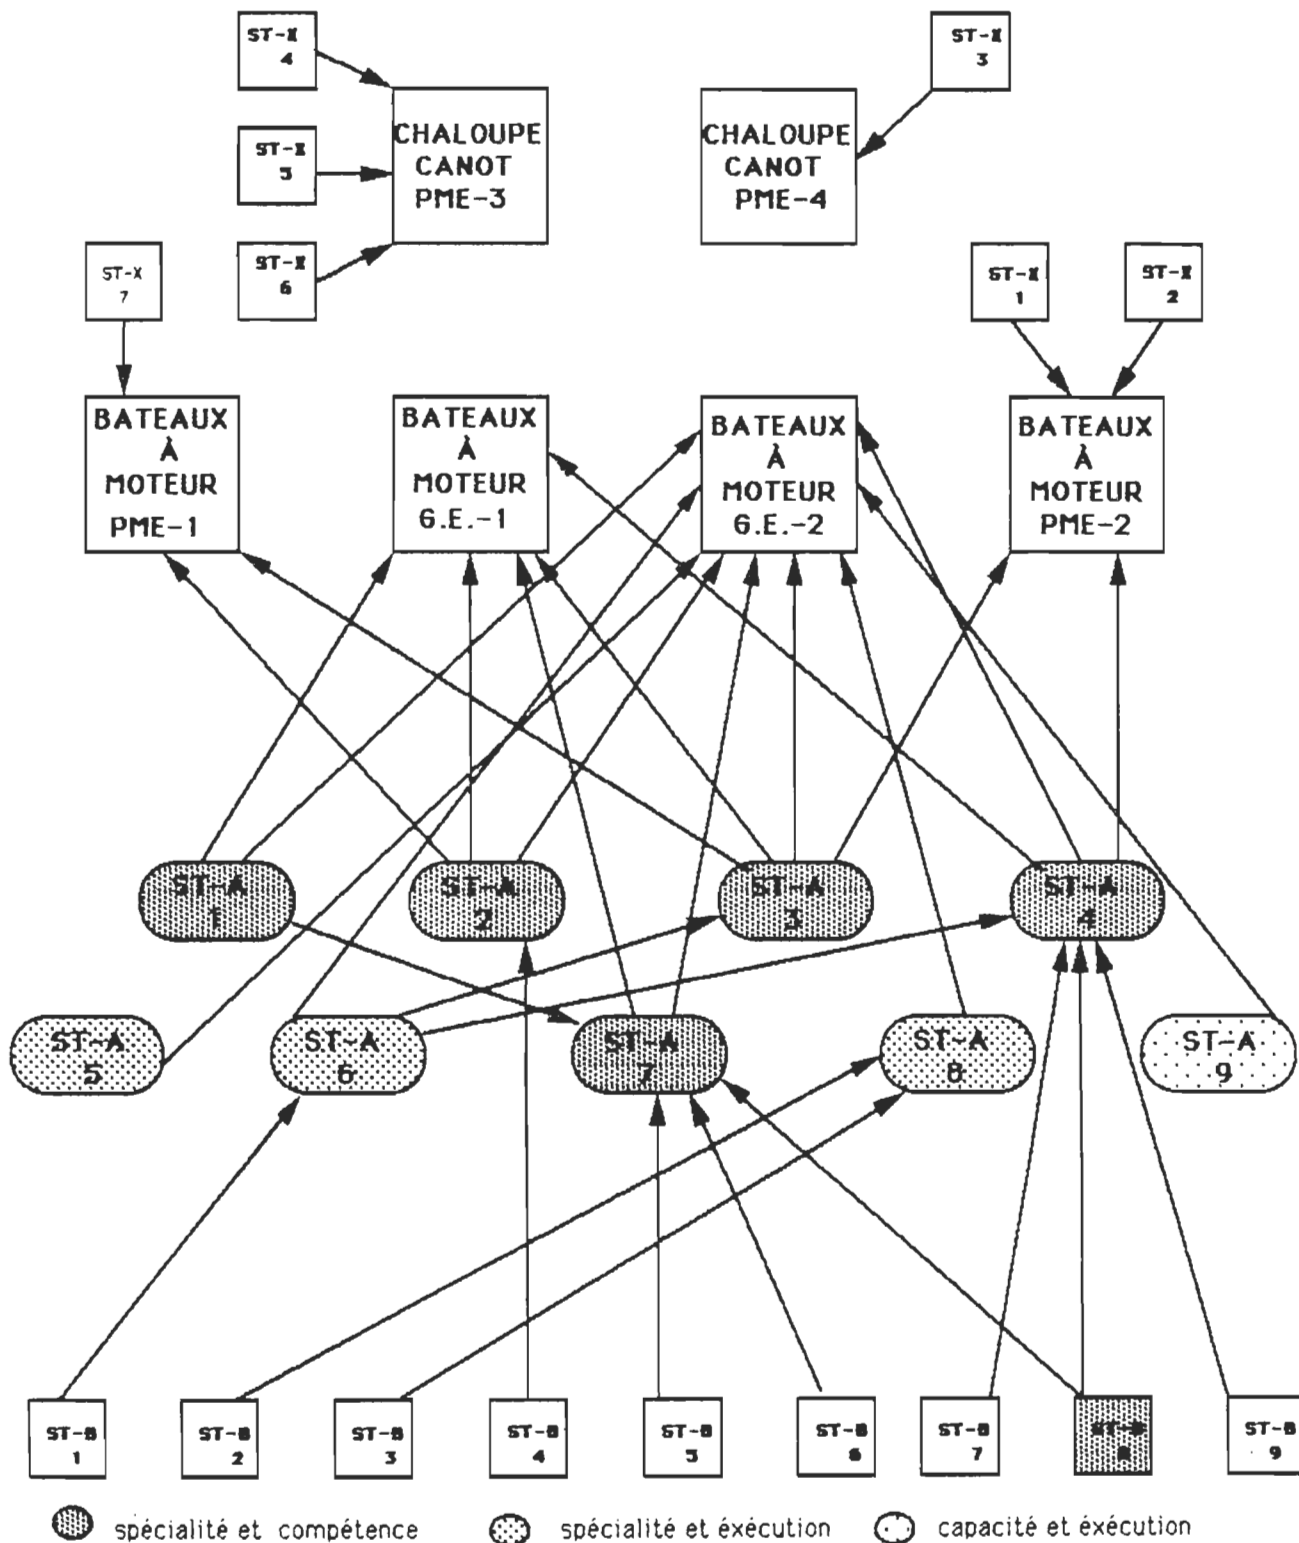 ST-X
4
ST-X
3
CHALOUPE
CANOT
PME-3
CHALOUPE
CANOT
PME-4
ST-X
5
ST-X
6
ST-X
7
ST-X
1
ST-X
2
BATEAUX
À
MOTEUR
PME-1
BATEAUX
À
MOTEUR
G.E.-1
BATEAUX
À
MOTEUR
G.E.-2
BATEAUX
À
MOTEUR
PME-2
ST-A
1
ST-A
2
ST-A
3
ST-A
4
ST-A
5
ST-A
6
ST-A
7
ST-A
8
ST-A
9
ST-B
1
ST-B
2
ST-B
3
ST-B
4
ST-B
5
ST-B
6
ST-B
7
ST-B
8
ST-B
9
spécialité et compétence
spécialité et éxécution
capacité et éxécution